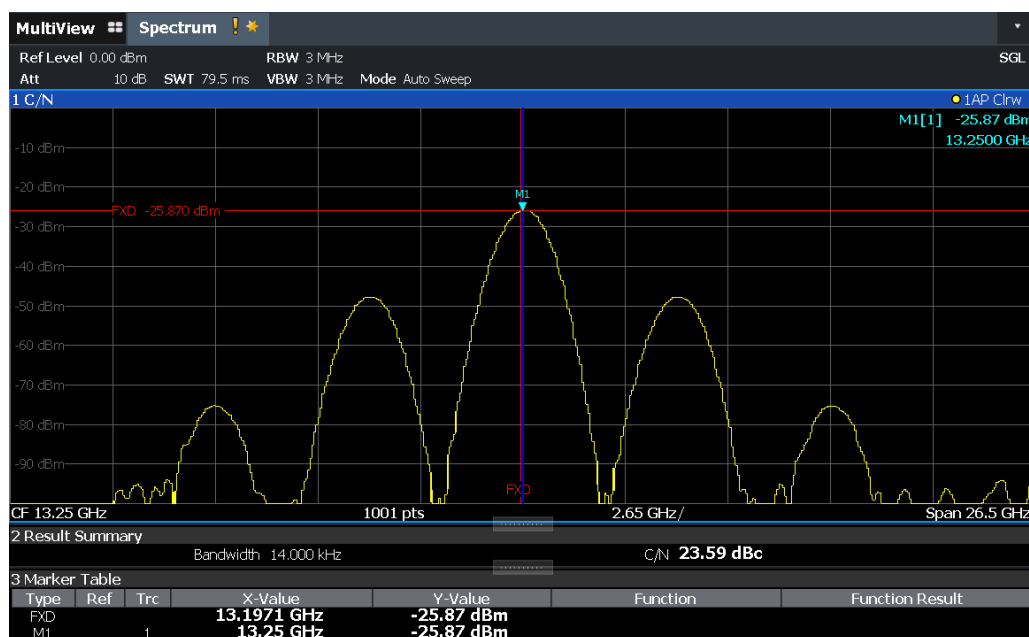 MultiView Spectrum
Ref Level 0.00 dBm RBW 3 MHz SGL
Att 10 dB SWT 79.5 ms VBW 3 MHz Mode Auto Sweep
1 C/N 1AP Clrw
M1[1] -25.87 dBm
13.2500 GHz
-10 dBm
-20 dBm
M1
FXD -25.870 dBm
-30 dBm
-40 dBm
-50 dBm
-60 dBm
-70 dBm
-80 dBm
-90 dBm
FXD
CF 13.25 GHz 1001 pts 2.65 GHz/ Span 26.5 GHz
2 Result Summary
Bandwidth 14.000 kHz C/N 23.59 dBc
3 Marker Table
Type Ref Trc X-Value Y-Value Function Function Result
FXD 13.1971 GHz -25.87 dBm
M1 1 13.25 GHz -25.87 dBm